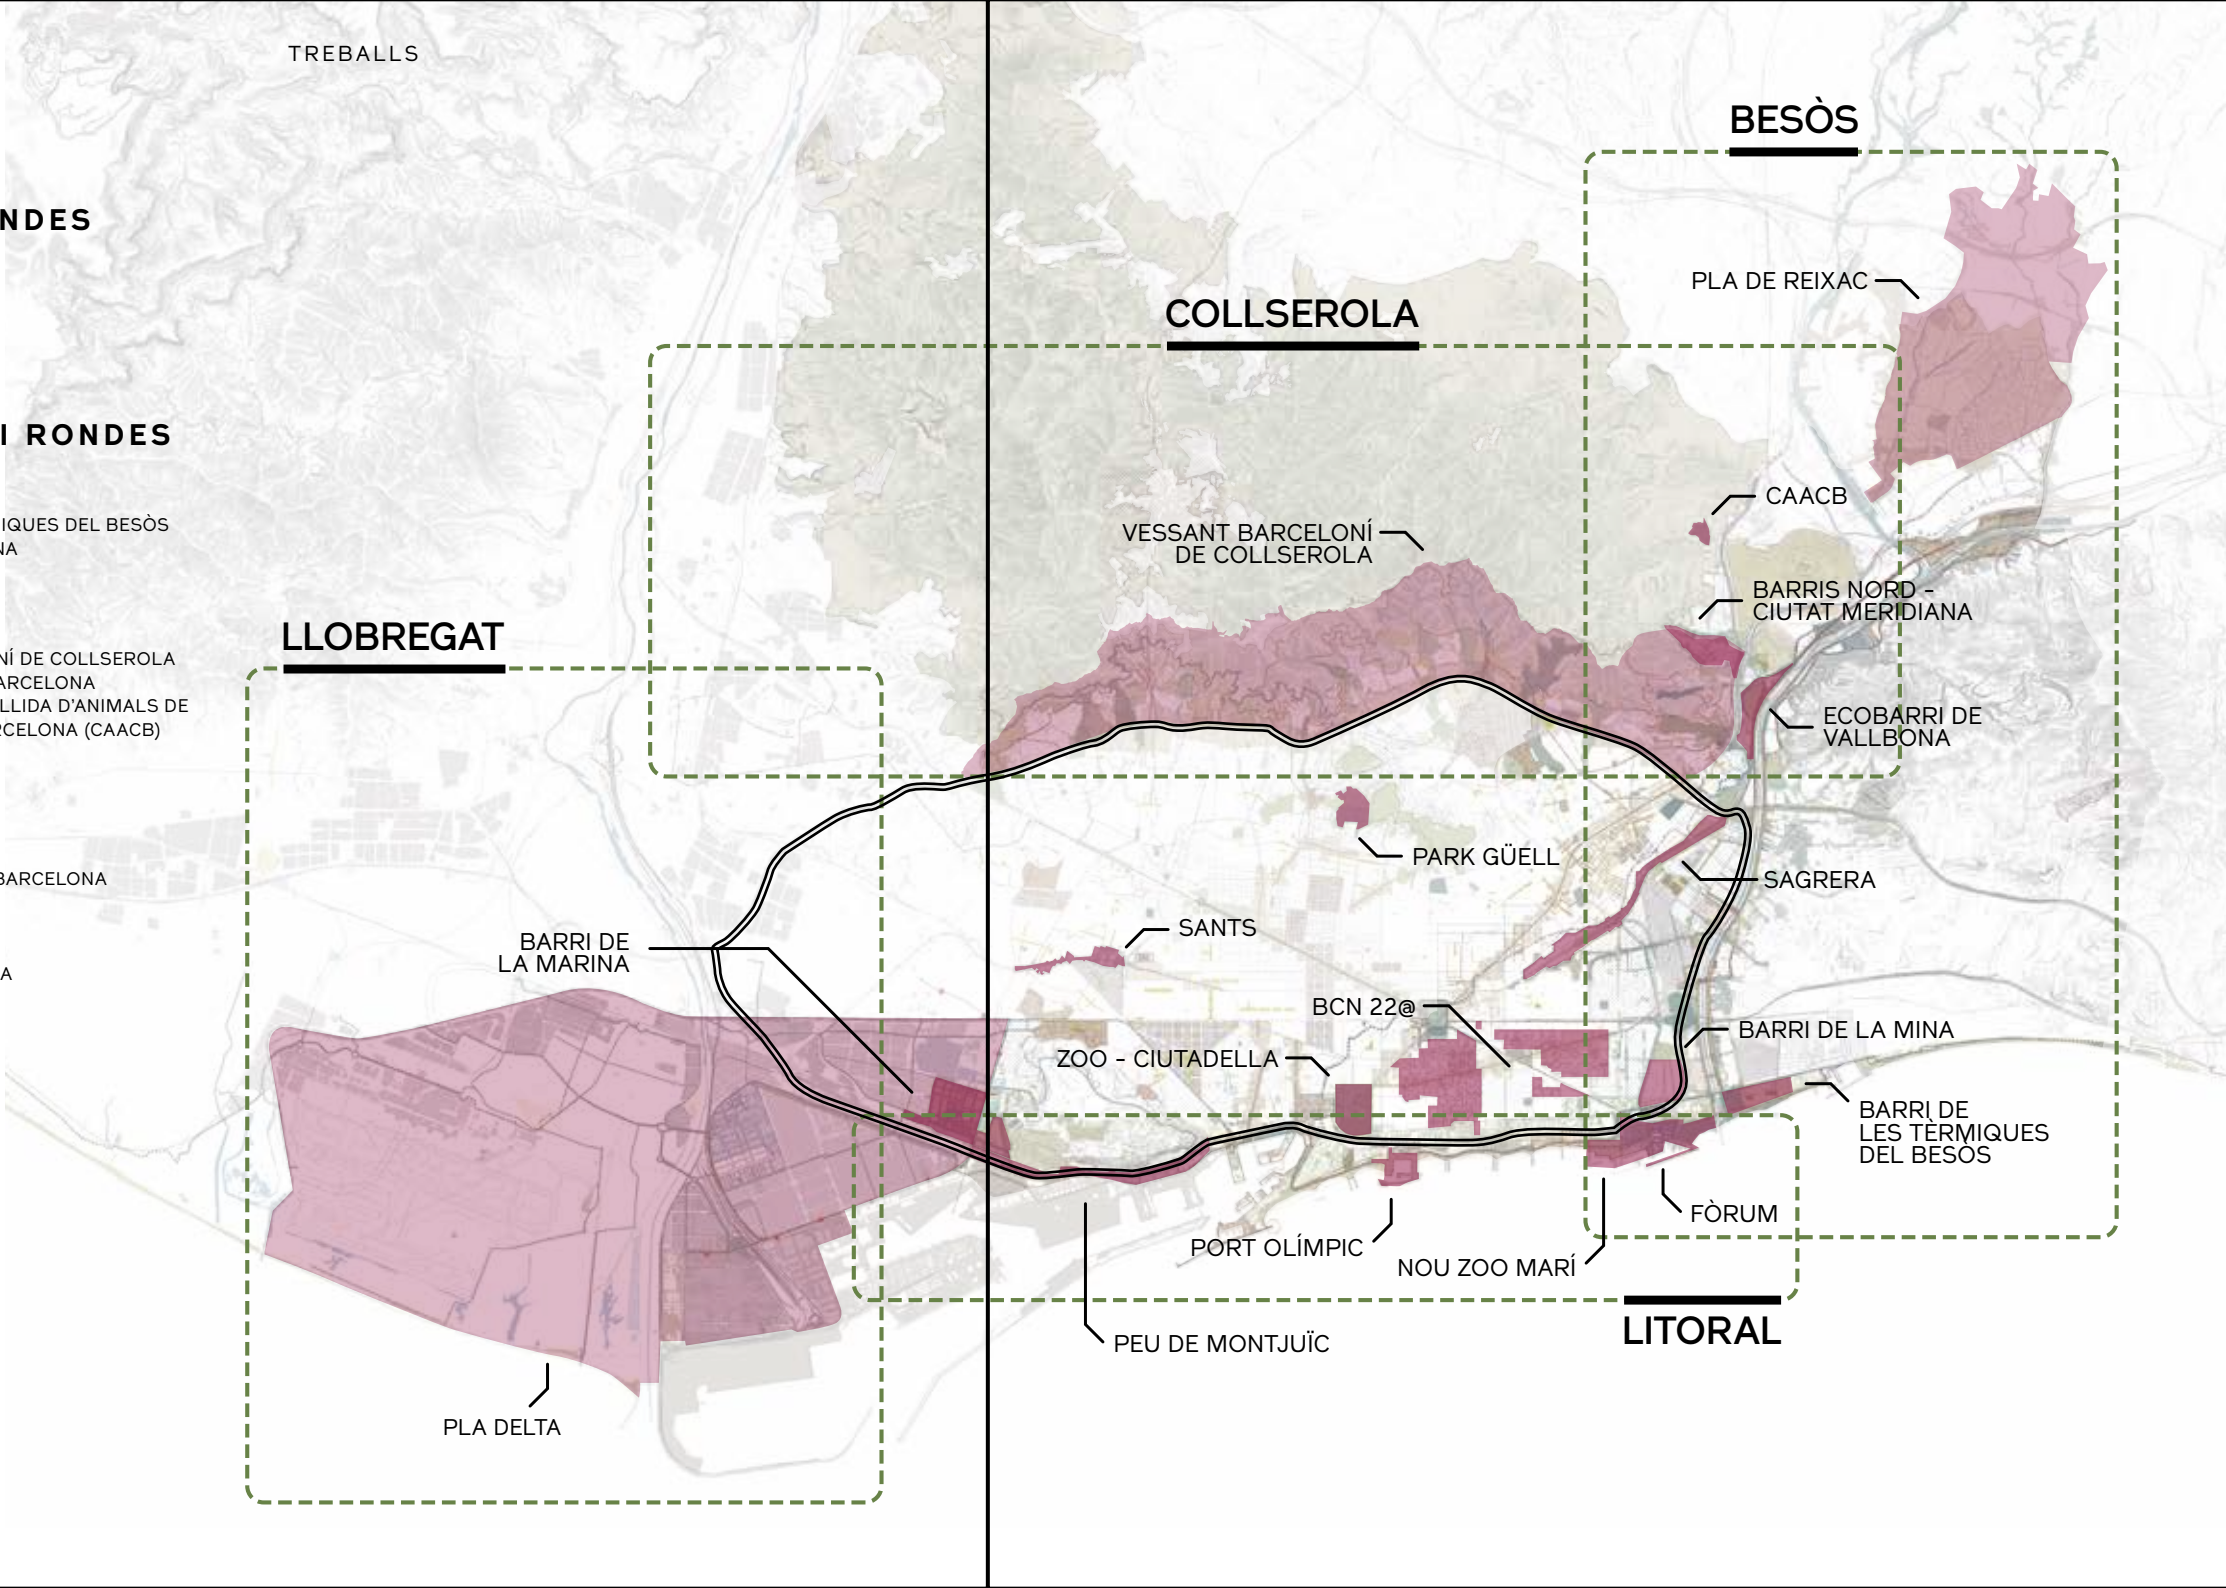 TREBALLS
NDES
I RONDES
IQUES DEL BESÒS
NA
NÍ DE COLLSEROLA
ARCELONA
LLIDA D'ANIMALS DE
RCELONA (CAACB)
BARCELONA
A
BESÒS
PLA DE REIXAC
COLLSEROLA
CAACB
VESSANT BARCELONÍ
DE COLLSEROLA
BARRIS NORD -
CIUTAT MERIDIANA
LLOBREGAT
ECOBARRI DE
VALLBONA
PARK GÜELL
SAGRERA
SANTS
BARRI DE
LA MARINA
BCN 22@
BARRI DE LA MINA
ZOO - CIUTADELLA
BARRI DE
LES TÈRMIQUES
DEL BESÒS
FÒRUM
PORT OLÍMPIC
NOU ZOO MARÍ
LITORAL
PEU DE MONTJUÏC
PLA DELTA